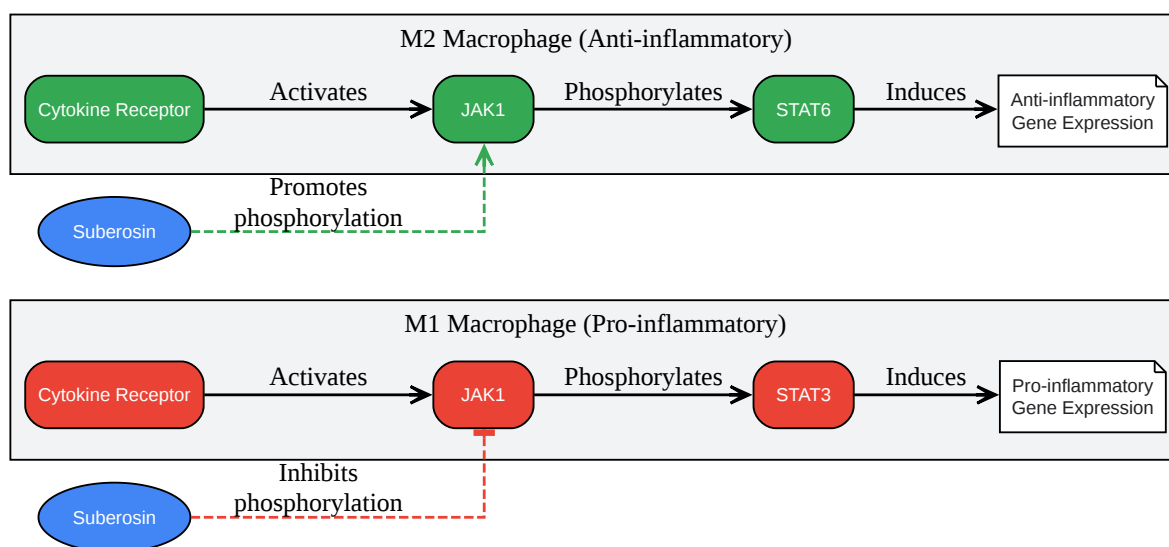 M2 Macrophage (Anti-inflammatory)
Cytokine Receptor
Activates
JAK1
Phosphorylates
STAT6
Induces
Anti-inflammatory
Gene Expression
Promotes
phosphorylation
Suberosin
M1 Macrophage (Pro-inflammatory)
Cytokine Receptor
Activates
JAK1
Phosphorylates
STAT3
Induces
Pro-inflammatory
Gene Expression
Inhibits
phosphorylation
Suberosin